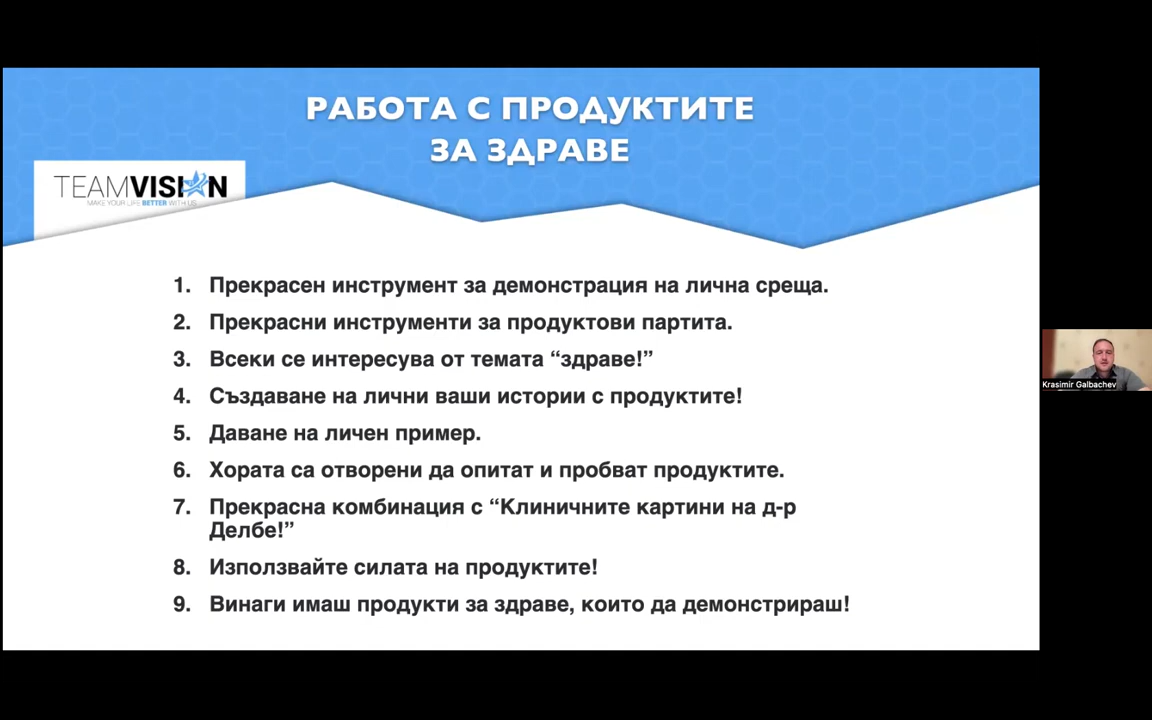 РАБОТА С ПРОДУКТИТЕ
ЗА ЗДРАВЕ
TEAMVISION
MAKE YOUR LIFE BETTER WITH US
1. Прекрасен инструмент за демонстрация на лична среща.
2. Прекрасни инструменти за продуктови партита.
3. Всеки се интересува от темата “здраве!”
4. Създаване на лични ваши истории с продуктите!
5. Даване на личен пример.
6. Хората са отворени да опитат и пробват продуктите.
7. Прекрасна комбинация с “Клиничните картини на д-р
Делбе!”
8. Използвайте силата на продуктите!
9. Винаги имаш продукти за здраве, които да демонстрираш!
Krasimir Galbachev